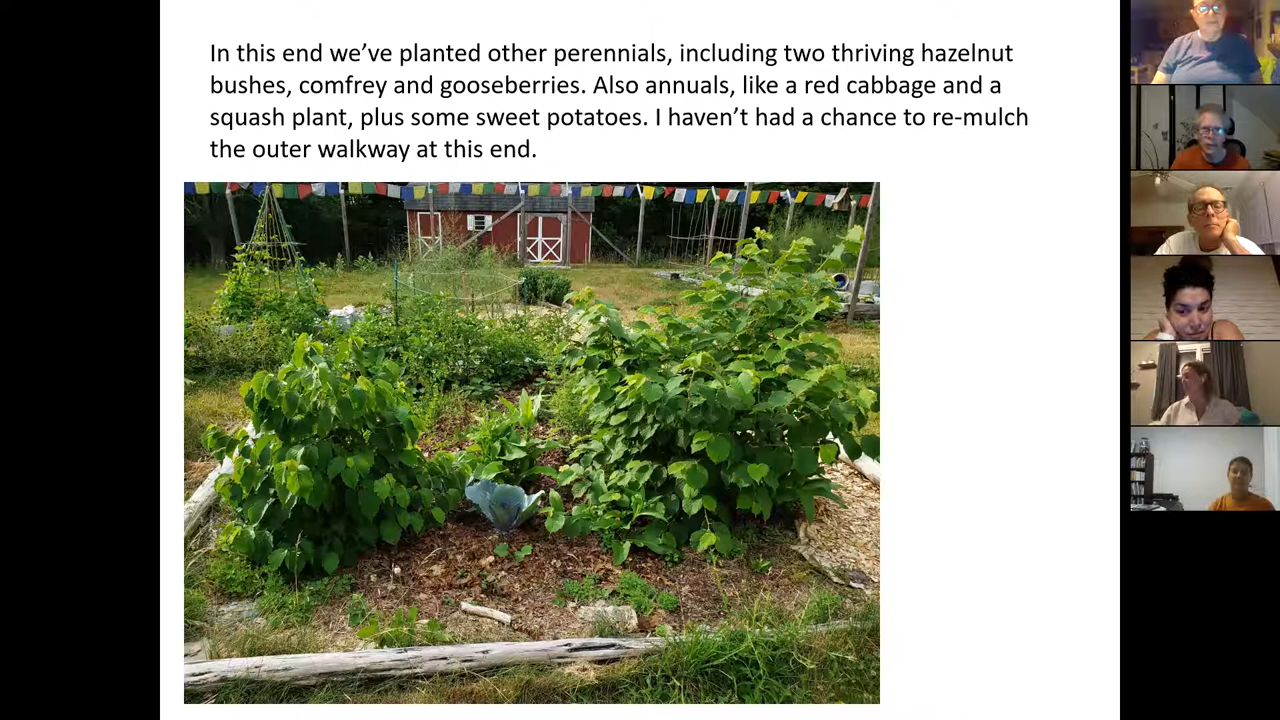 In this end we’ve planted other perennials, including two thriving hazelnut
bushes, comfrey and gooseberries. Also annuals, like a red cabbage and a
squash plant, plus some sweet potatoes. I haven’t had a chance to re-mulch
the outer walkway at this end.